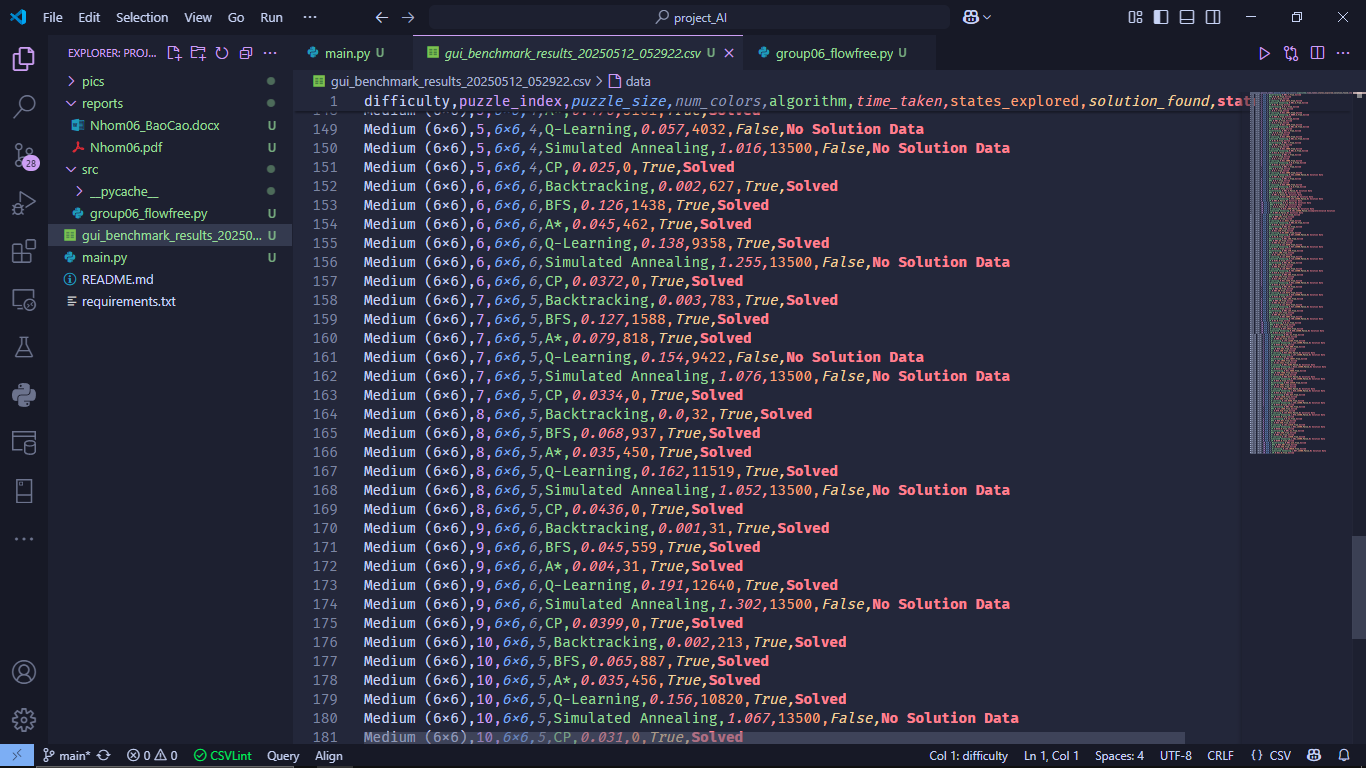 File Edit Selection View Go Run ··· project_AI
EXPLORER: PROJ...
pics
reports
Nhom06_BaoCao.docx U
Nhom06.pdf U
src
__pycache__
group06_flowfree.py U
gui_benchmark_results_20250... U
main.py U
README.md
requirements.txt
28
main.py U gui_benchmark_results_20250512_052922.csv U group06_flowfree.py U
gui_benchmark_results_20250512_052922.csv > data
1 difficulty,puzzle_index,puzzle_size,num_colors,algorithm,time_taken,states_explored,solution_found,stat
149 Medium (6×6),5,6×6,4,Q-Learning,0.057,4032,False,No Solution Data
150 Medium (6×6),5,6×6,4,Simulated Annealing,1.016,13500,False,No Solution Data
151 Medium (6×6),5,6×6,4,CP,0.025,0,True,Solved
152 Medium (6×6),6,6×6,6,Backtracking,0.002,627,True,Solved
153 Medium (6×6),6,6×6,6,BFS,0.126,1438,True,Solved
154 Medium (6×6),6,6×6,6,A*,0.045,462,True,Solved
155 Medium (6×6),6,6×6,6,Q-Learning,0.138,9358,True,Solved
156 Medium (6×6),6,6×6,6,Simulated Annealing,1.255,13500,False,No Solution Data
157 Medium (6×6),6,6×6,6,CP,0.0372,0,True,Solved
158 Medium (6×6),7,6×6,5,Backtracking,0.003,783,True,Solved
159 Medium (6×6),7,6×6,5,BFS,0.127,1588,True,Solved
160 Medium (6×6),7,6×6,5,A*,0.079,818,True,Solved
161 Medium (6×6),7,6×6,5,Q-Learning,0.154,9422,False,No Solution Data
162 Medium (6×6),7,6×6,5,Simulated Annealing,1.076,13500,False,No Solution Data
163 Medium (6×6),7,6×6,5,CP,0.0334,0,True,Solved
164 Medium (6×6),8,6×6,5,Backtracking,0.0,32,True,Solved
165 Medium (6×6),8,6×6,5,BFS,0.068,937,True,Solved
166 Medium (6×6),8,6×6,5,A*,0.035,450,True,Solved
167 Medium (6×6),8,6×6,5,Q-Learning,0.162,11519,True,Solved
168 Medium (6×6),8,6×6,5,Simulated Annealing,1.052,13500,False,No Solution Data
169 Medium (6×6),8,6×6,5,CP,0.0436,0,True,Solved
170 Medium (6×6),9,6×6,6,Backtracking,0.001,31,True,Solved
171 Medium (6×6),9,6×6,6,BFS,0.045,559,True,Solved
172 Medium (6×6),9,6×6,6,A*,0.004,31,True,Solved
173 Medium (6×6),9,6×6,6,Q-Learning,0.191,12640,True,Solved
174 Medium (6×6),9,6×6,6,Simulated Annealing,1.302,13500,False,No Solution Data
175 Medium (6×6),9,6×6,6,CP,0.0399,0,True,Solved
176 Medium (6×6),10,6×6,5,Backtracking,0.002,213,True,Solved
177 Medium (6×6),10,6×6,5,BFS,0.065,887,True,Solved
178 Medium (6×6),10,6×6,5,A*,0.035,456,True,Solved
179 Medium (6×6),10,6×6,5,Q-Learning,0.156,10820,True,Solved
180 Medium (6×6),10,6×6,5,Simulated Annealing,1.067,13500,False,No Solution Data
181 Medium (6×6),10,6×6,5,CP,0.031,0,True,Solved
main* 0 0 CSVLint Query Align Col 1: difficulty Ln 1, Col 1 Spaces: 4 UTF-8 CRLF {} CSV